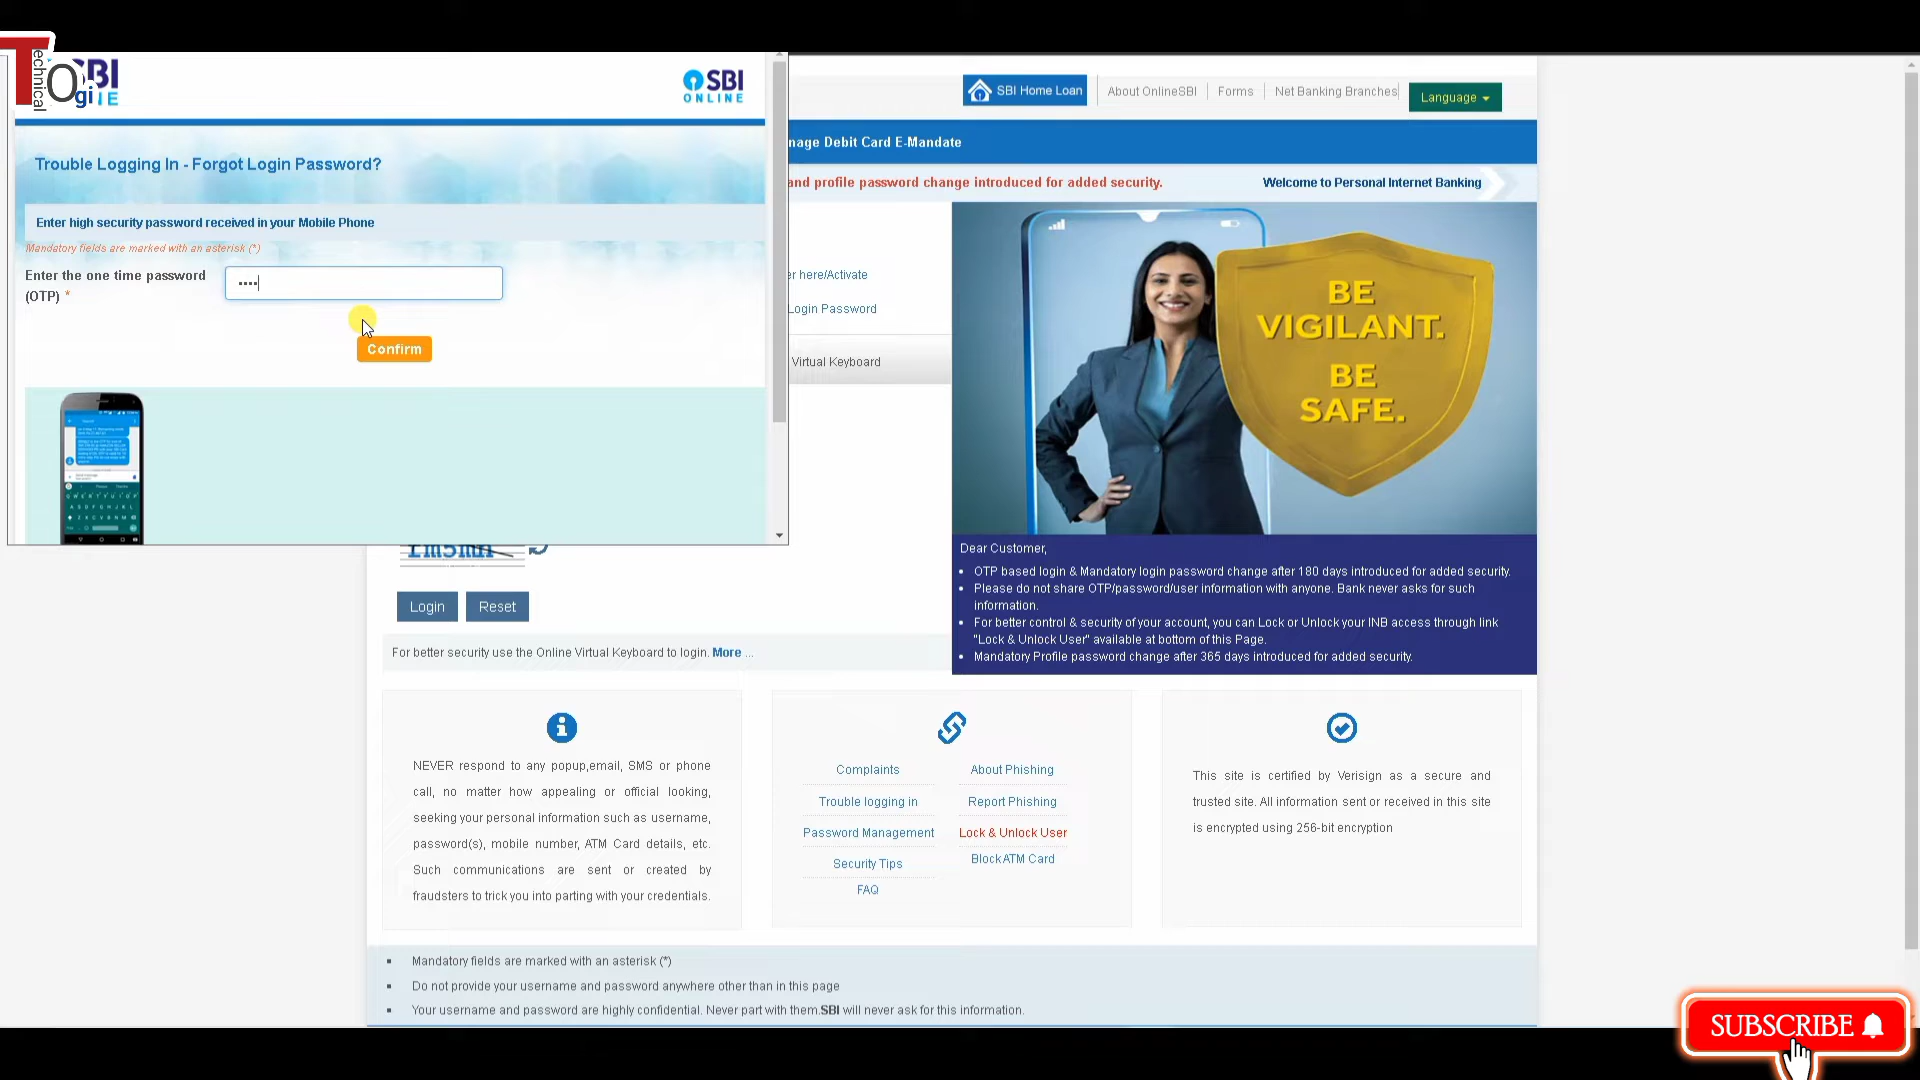 Technical
ogi
SBI
SBI
ONLINE
Trouble Logging In - Forgot Login Password?
Enter high security password received in your Mobile Phone
Mandatory fields are marked with an asterisk (*)
Enter the one time password
(OTP) *
••••
Confirm
SBI Home Loan
About OnlineSBI
Forms
Net Banking Branches
Language
nage Debit Card E-Mandate
and profile password change introduced for added security.
Welcome to Personal Internet Banking
er here/Activate
Login Password
Virtual Keyboard
BE
VIGILANT.
BE
SAFE.
Dear Customer,
• OTP based login & Mandatory login password change after 180 days introduced for added security.
• Please do not share OTP/password/user information with anyone. Bank never asks for such
information.
• For better control & security of your account, you can Lock or Unlock your INB access through link
"Lock & Unlock User" available at bottom of this Page.
• Mandatory Profile password change after 365 days introduced for added security.
Login
Reset
For better security use the Online Virtual Keyboard to login. More ...
NEVER respond to any popup,email, SMS or phone
call, no matter how appealing or official looking,
seeking your personal information such as username,
password(s), mobile number, ATM Card details, etc.
Such communications are sent or created by
fraudsters to trick you into parting with your credentials.
Complaints
Trouble logging in
Password Management
Security Tips
FAQ
About Phishing
Report Phishing
Lock & Unlock User
Block ATM Card
This site is certified by Verisign as a secure and
trusted site. All information sent or received in this site
is encrypted using 256-bit encryption
▪ Mandatory fields are marked with an asterisk (*)
▪ Do not provide your username and password anywhere other than in this page
▪ Your username and password are highly confidential. Never part with them.SBI will never ask for this information.
SUBSCRIBE